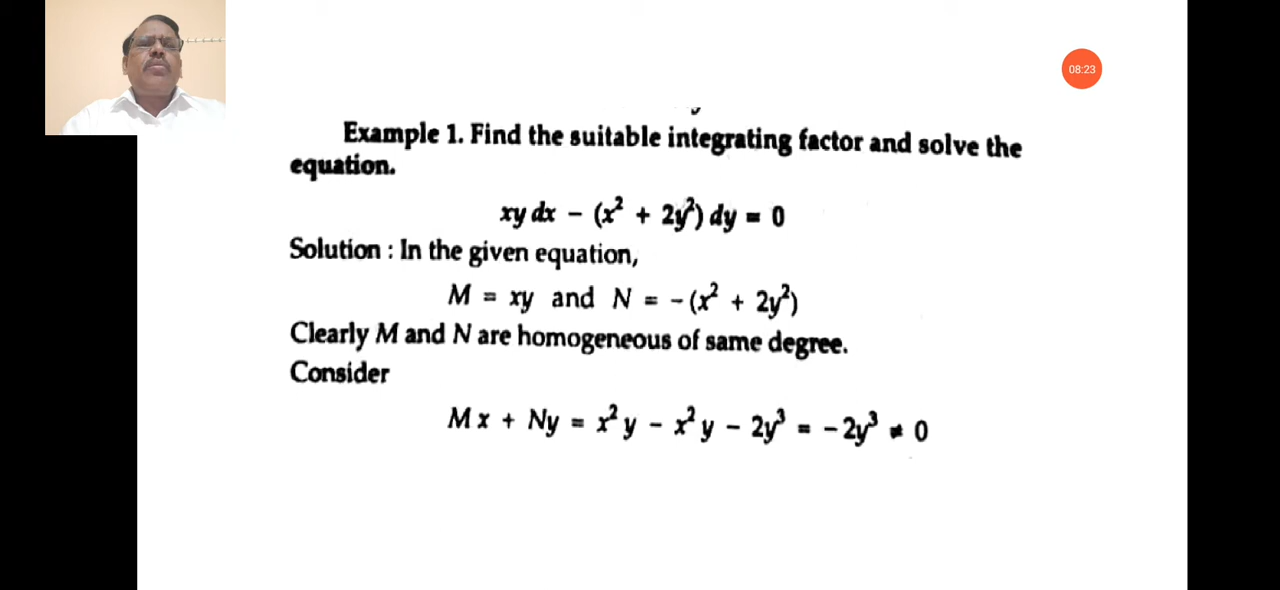 08:23
Example 1. Find the suitable integrating factor and solve the
equation.
xy dx − (x² + 2y²) dy = 0
Solution : In the given equation,
M = xy and N = −(x² + 2y²)
Clearly M and N are homogeneous of same degree.
Consider
Mx + Ny = x²y − x²y − 2y³ = −2y³ ≠ 0